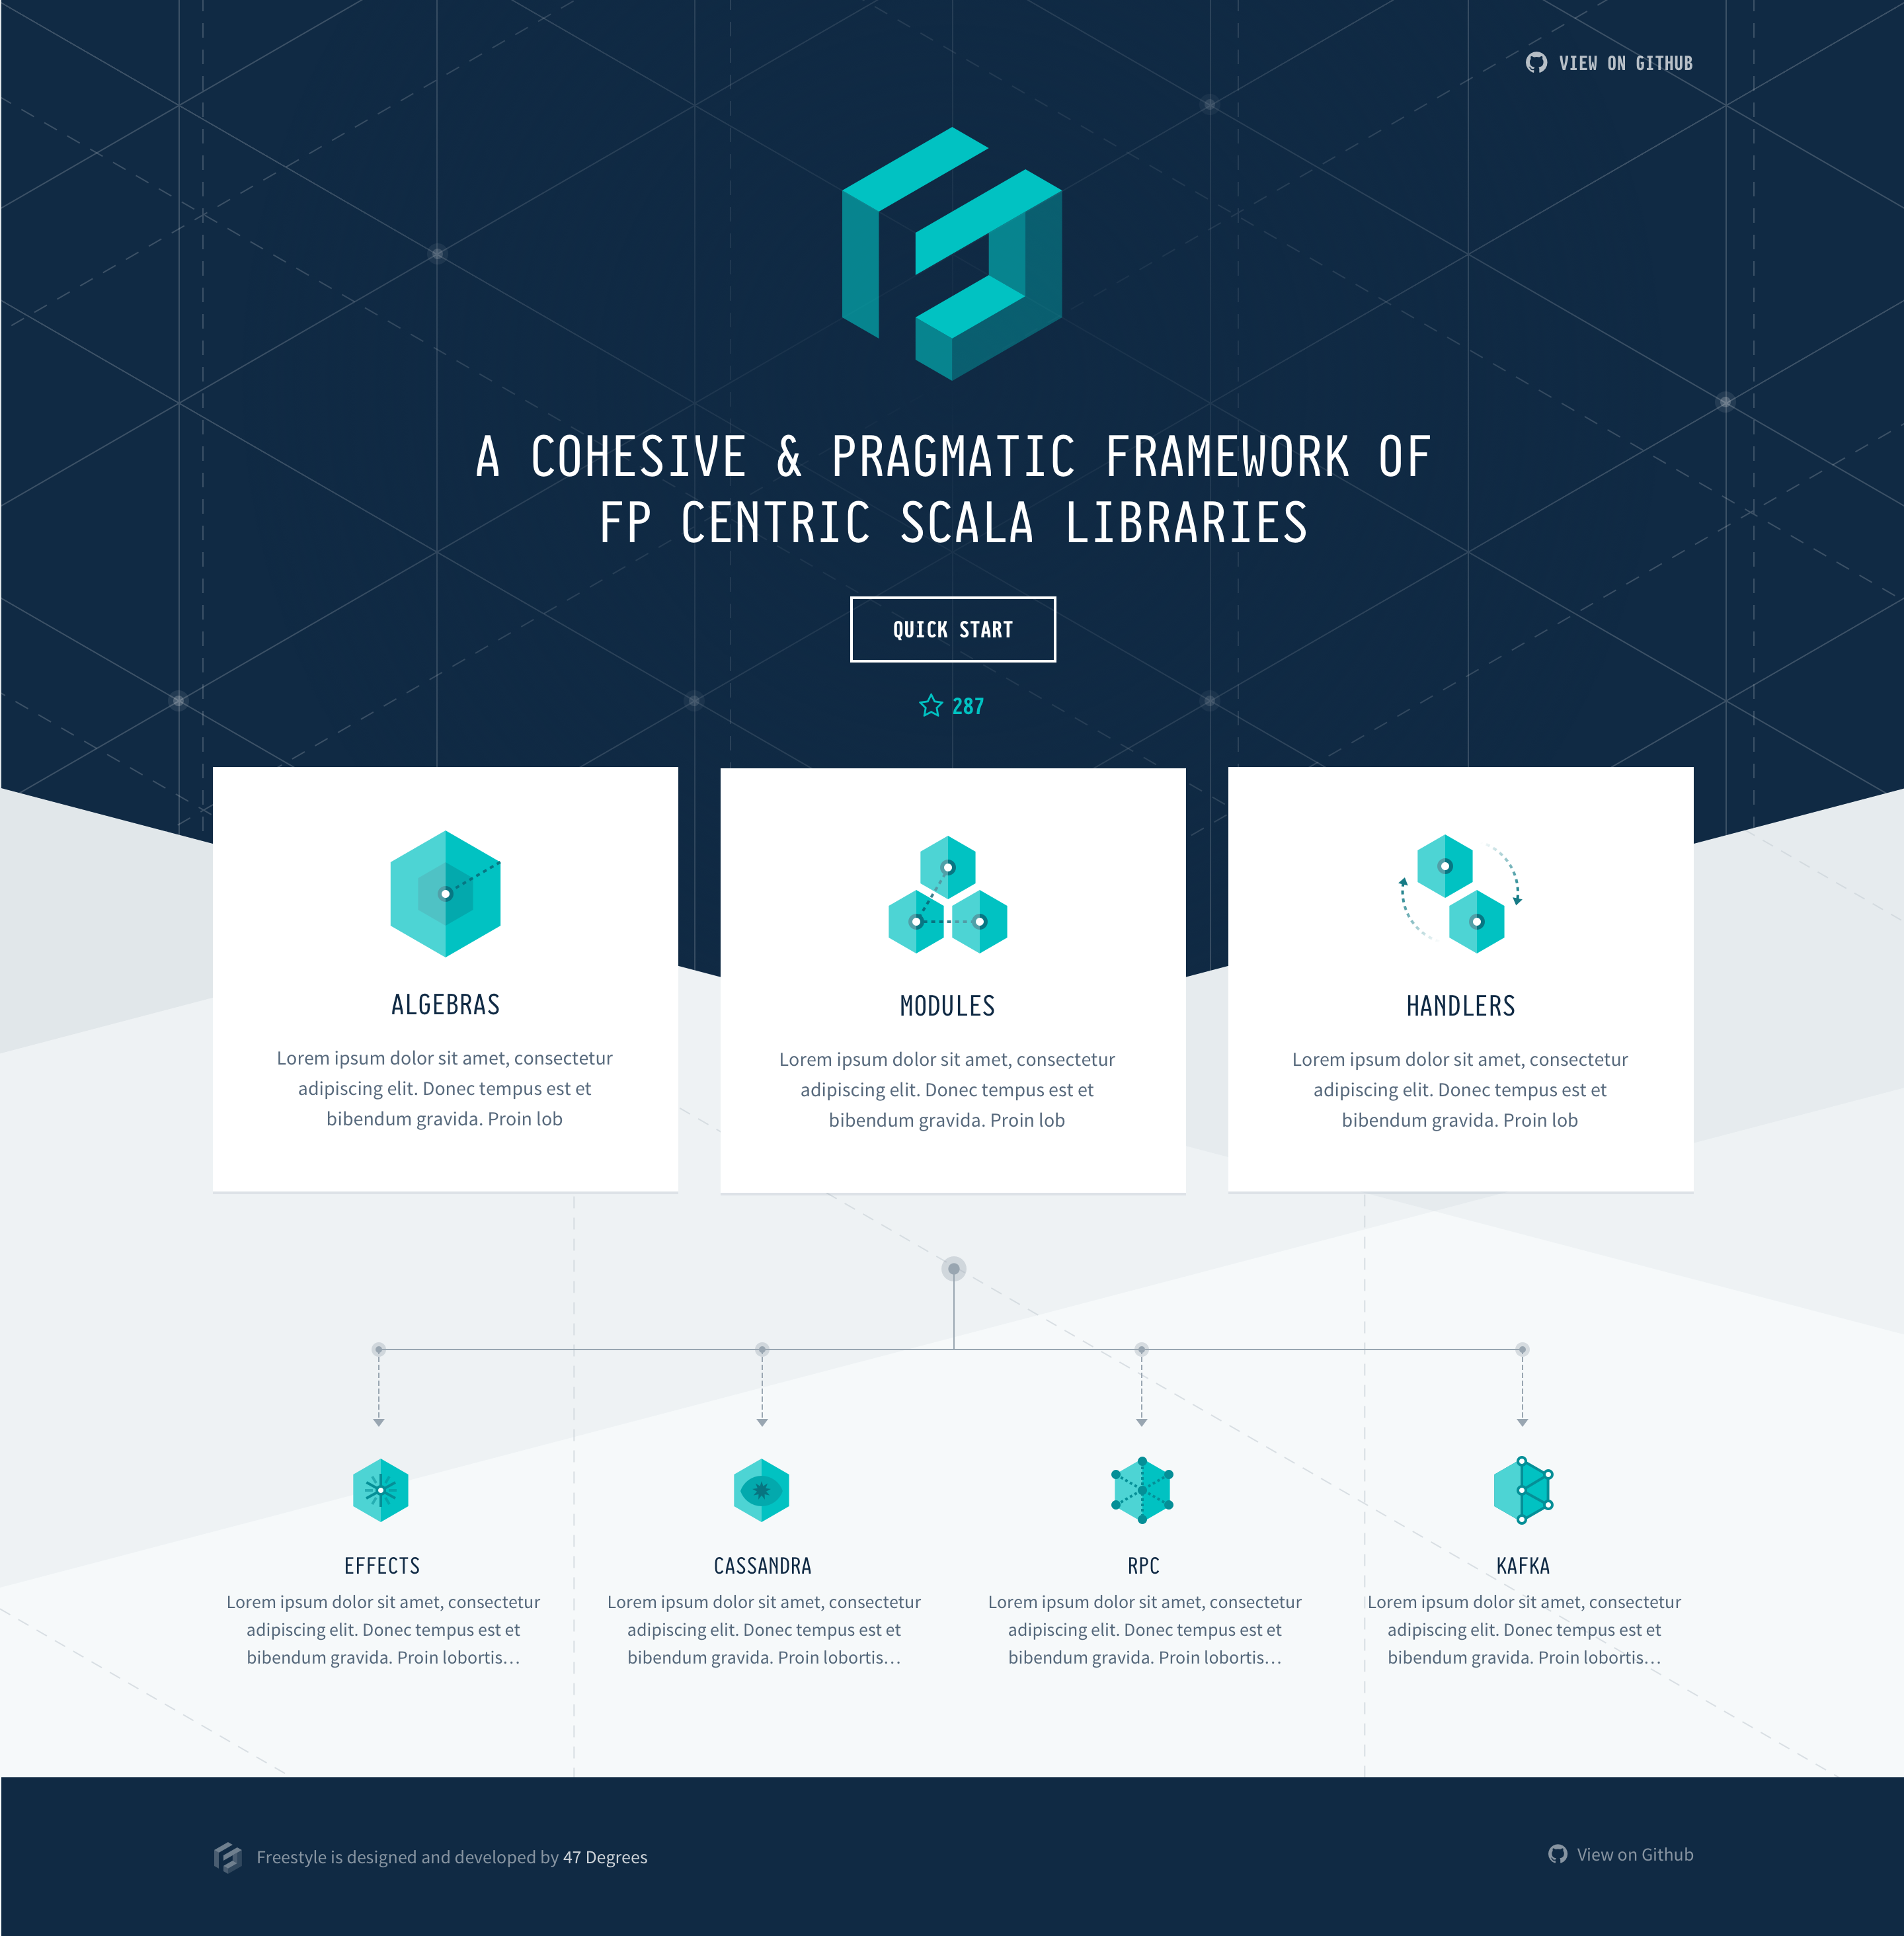 VIEW ON GITHUB
A COHESIVE & PRAGMATIC FRAMEWORK OF
FP CENTRIC SCALA LIBRARIES
QUICK START
287
ALGEBRAS
Lorem ipsum dolor sit amet, consectetur
adipiscing elit. Donec tempus est et
bibendum gravida. Proin lob
MODULES
Lorem ipsum dolor sit amet, consectetur
adipiscing elit. Donec tempus est et
bibendum gravida. Proin lob
HANDLERS
Lorem ipsum dolor sit amet, consectetur
adipiscing elit. Donec tempus est et
bibendum gravida. Proin lob
EFFECTS
Lorem ipsum dolor sit amet, consectetur
adipiscing elit. Donec tempus est et
bibendum gravida. Proin lobortis…
CASSANDRA
Lorem ipsum dolor sit amet, consectetur
adipiscing elit. Donec tempus est et
bibendum gravida. Proin lobortis…
RPC
Lorem ipsum dolor sit amet, consectetur
adipiscing elit. Donec tempus est et
bibendum gravida. Proin lobortis…
KAFKA
Lorem ipsum dolor sit amet, consectetur
adipiscing elit. Donec tempus est et
bibendum gravida. Proin lobortis…
Freestyle is designed and developed by 47 Degrees
View on Github